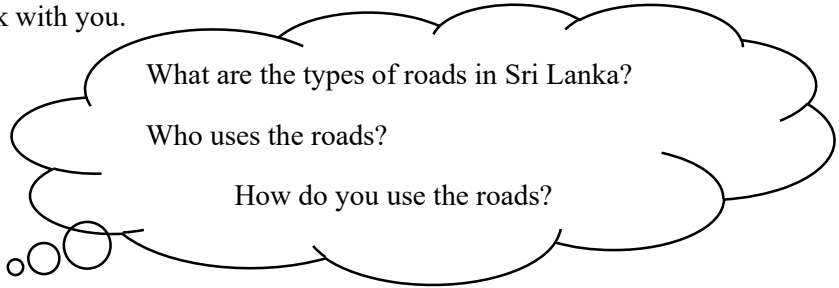 with you.
What are the types of roads in Sri Lanka?
Who uses the roads?
How do you use the roads?